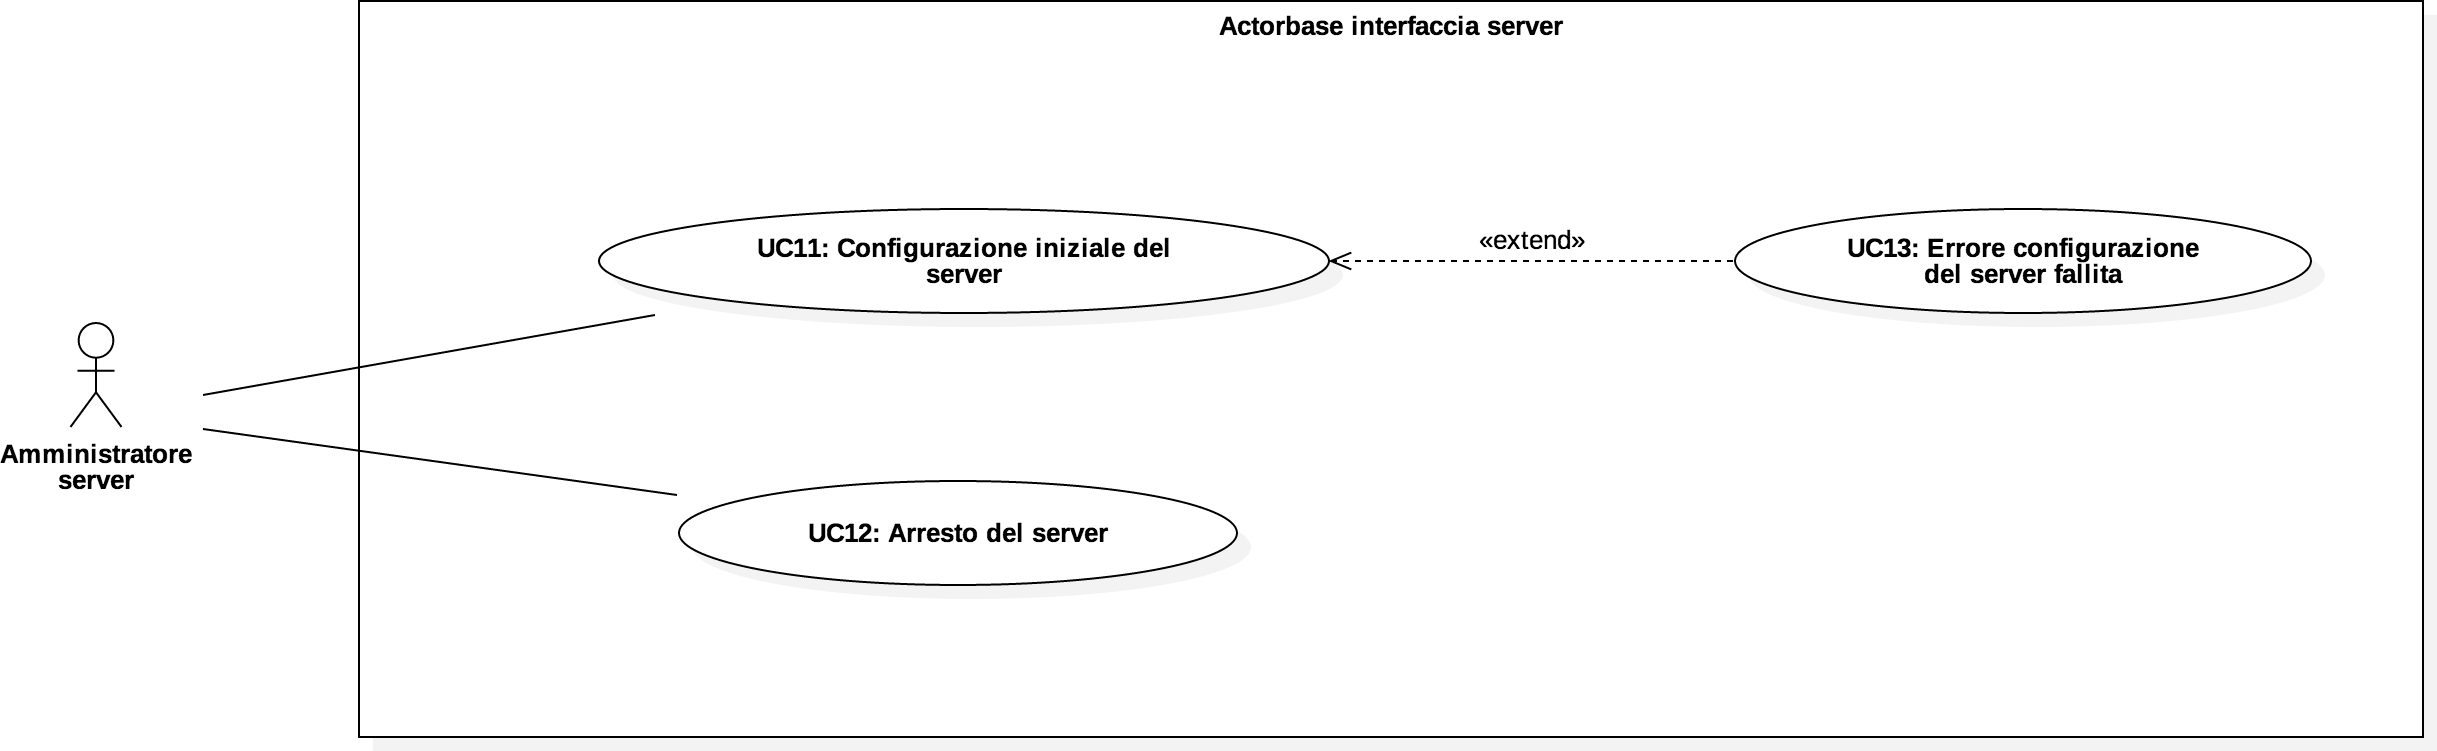 Actorbase interfaccia server
UC11: Configurazione iniziale del
server
«extend»
UC13: Errore configurazione
del server fallita
Amministratore
server
UC12: Arresto del server